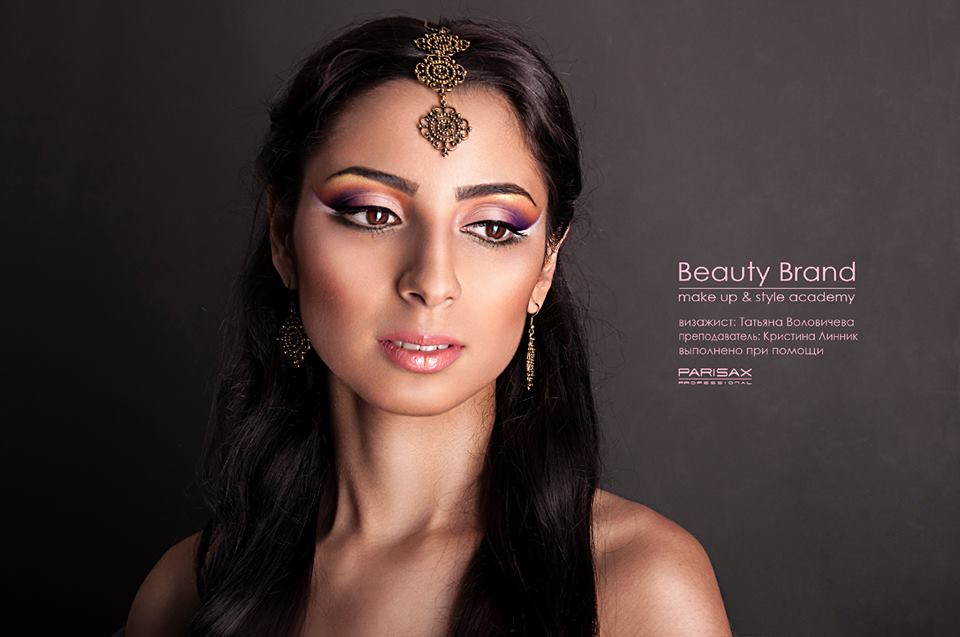 Beauty Brand
make up & style academy
визажист: Татьяна Воловичева
преподаватель: Кристина Линник
выполнено при помощи
PARISAX
PROFESSIONAL